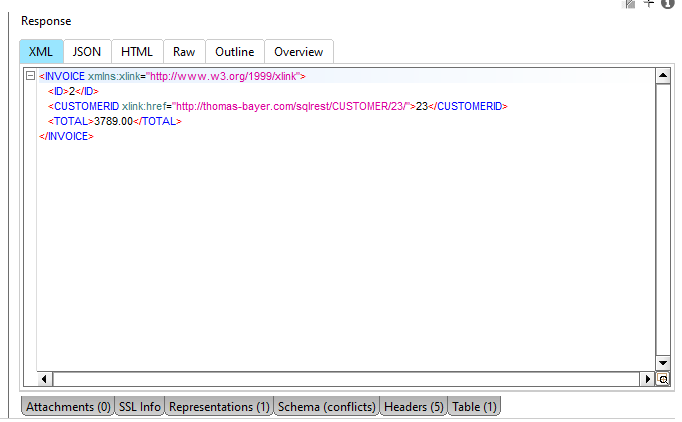 Response
XML JSON HTML Raw Outline Overview
<INVOICE xmlns:xlink="http://www.w3.org/1999/xlink">
<ID>2</ID>
<CUSTOMERID xlink:href="http://thomas-bayer.com/sqlrest/CUSTOMER/23/">23</CUSTOMERID>
<TOTAL>3789.00</TOTAL>
</INVOICE>
Attachments (0) SSL Info Representations (1) Schema (conflicts) Headers (5) Table (1)